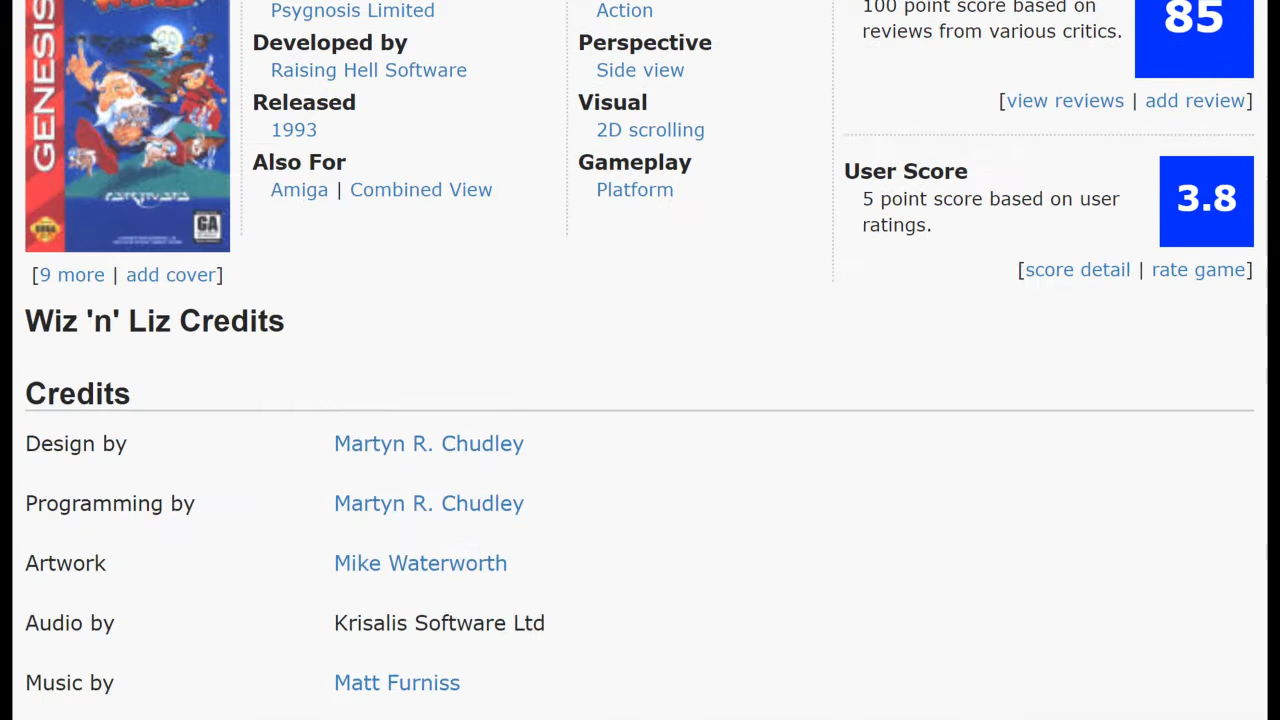 GENESIS
Psygnosis Limited
Developed by
Raising Hell Software
Released
1993
Also For
Amiga | Combined View
[9 more | add cover]
Action
Perspective
Side view
Visual
2D scrolling
Gameplay
Platform
100 point score based on
reviews from various critics.
85
[view reviews | add review]
User Score
5 point score based on user
ratings.
3.8
[score detail | rate game]
Wiz 'n' Liz Credits
Credits
Design by Martyn R. Chudley
Programming by Martyn R. Chudley
Artwork Mike Waterworth
Audio by Krisalis Software Ltd
Music by Matt Furniss